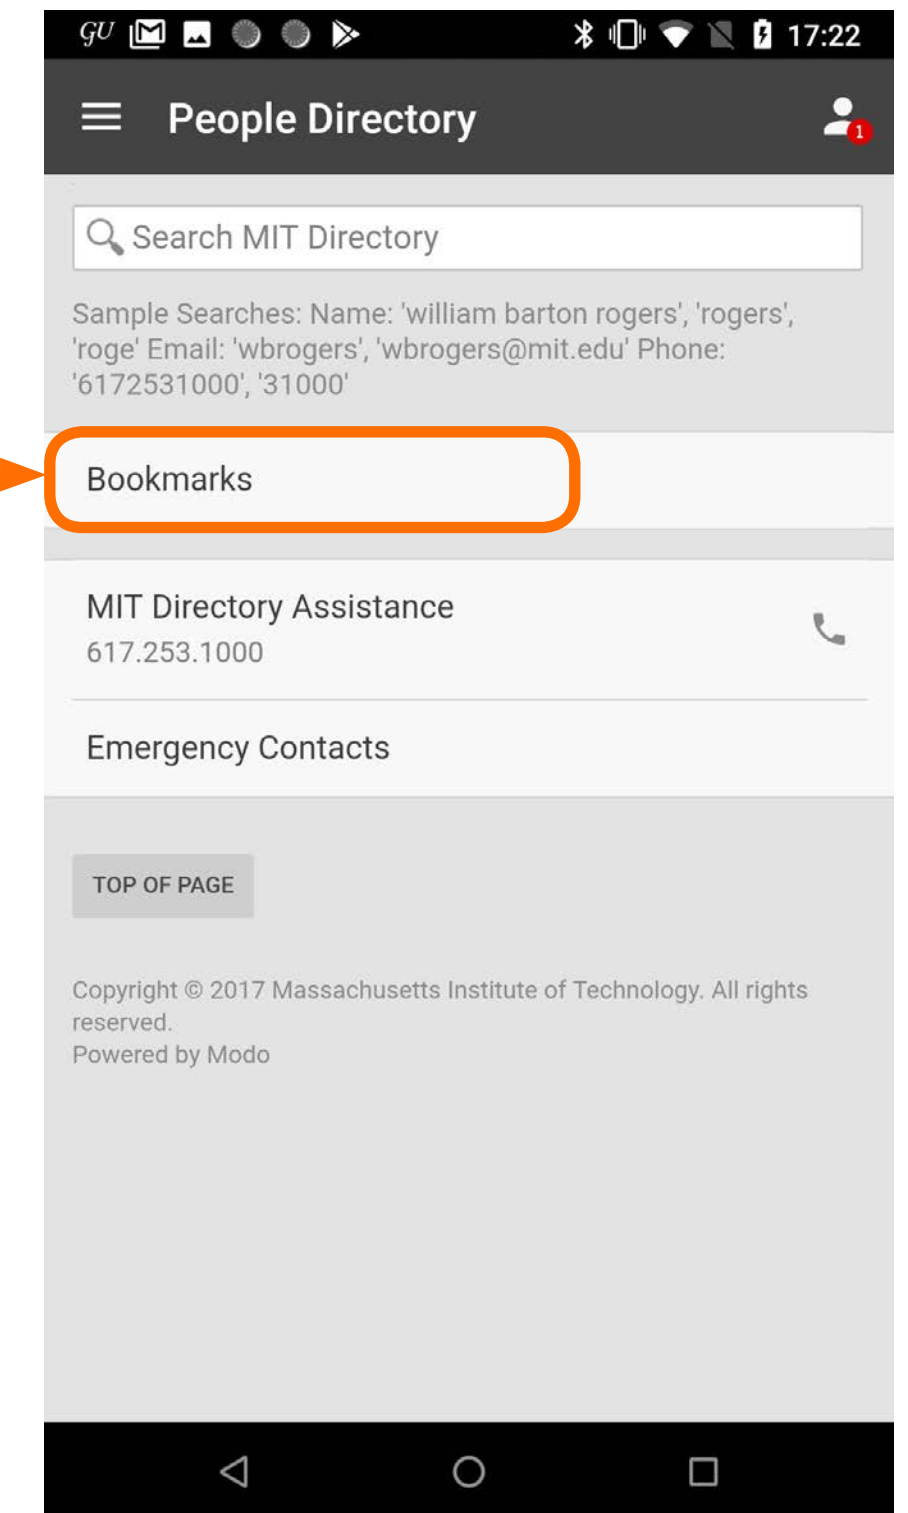 GU 17:22
People Directory
1
Search MIT Directory
Sample Searches: Name: 'william barton rogers', 'rogers',
'roge' Email: 'wbrogers', 'wbrogers@mit.edu' Phone:
'6172531000', '31000'
Bookmarks
MIT Directory Assistance
617.253.1000
Emergency Contacts
TOP OF PAGE
Copyright © 2017 Massachusetts Institute of Technology. All rights
reserved.
Powered by Modo